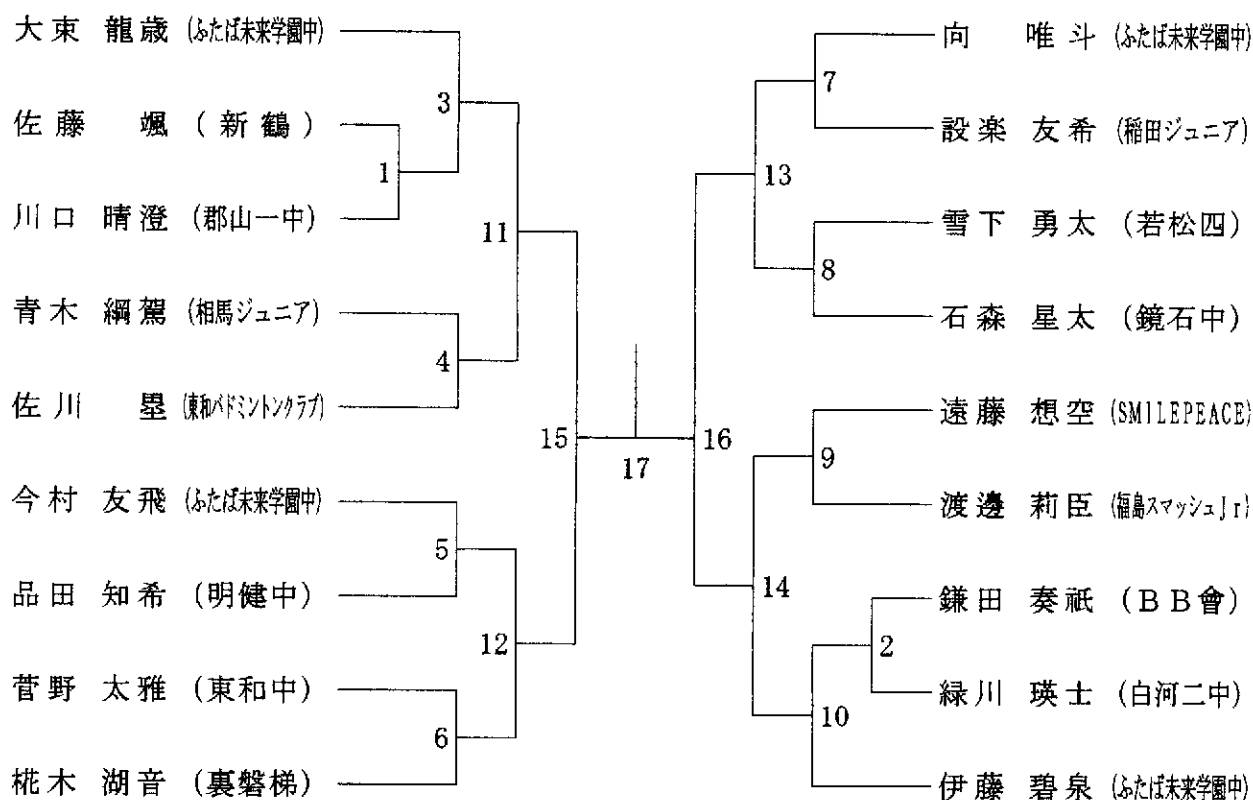 大東 龍歳 (ふたば未来学園中)
3
佐藤 颯 (新鶴)
1
川口 晴澄 (郡山一中)
11
青木 綱駕 (相馬ジュニア)
4
佐川 塁 (東和バドミントンクラブ)
15
今村 友飛 (ふたば未来学園中)
5
品田 知希 (明健中)
12
菅野 太雅 (東和中)
6
椛木 湖音 (裏磐梯)
17
向 唯斗 (ふたば未来学園中)
7
設楽 友希 (稲田ジュニア)
13
雪下 勇太 (若松四)
8
石森 星太 (鏡石中)
16
遠藤 想空 (SMILEPEACE)
9
渡邊 莉臣 (福島スマッシュJr)
14
鎌田 奏祇 (BB會)
2
緑川 瑛士 (白河二中)
10
伊藤 碧泉 (ふたば未来学園中)